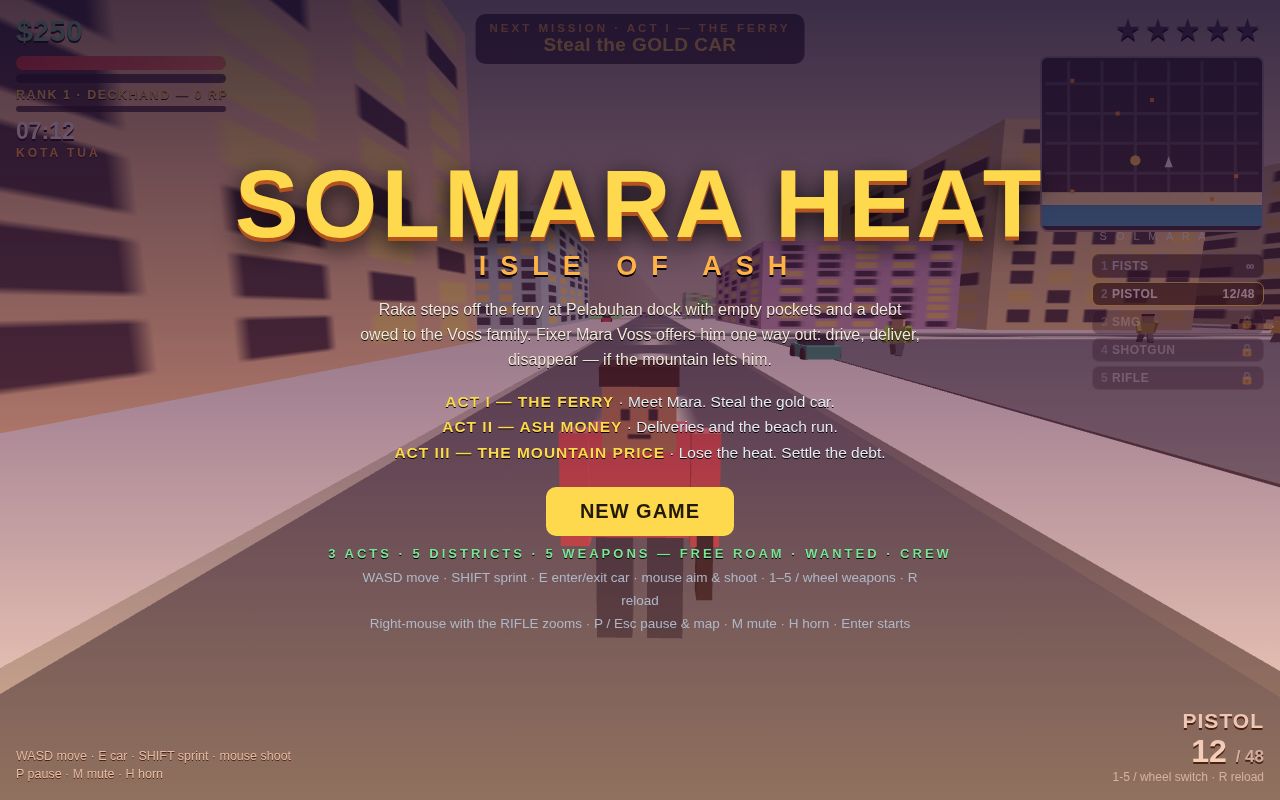 $250
NEXT MISSION · ACT I — THE FERRY
Steal the GOLD CAR
★★★★★
RANK 1 · DECKHAND — 0 RP
07:12
KOTA TUA
SOLMARA HEAT
ISLE OF ASH
SOLMARA
1 FISTS ∞
2 PISTOL 12/48
3 SMG 🔒
4 SHOTGUN 🔒
5 RIFLE 🔒
Raka steps off the ferry at Pelabuhan dock with empty pockets and a debt
owed to the Voss family. Fixer Mara Voss offers him one way out: drive, deliver,
disappear — if the mountain lets him.
ACT I — THE FERRY · Meet Mara. Steal the gold car.
ACT II — ASH MONEY · Deliveries and the beach run.
ACT III — THE MOUNTAIN PRICE · Lose the heat. Settle the debt.
NEW GAME
3 ACTS · 5 DISTRICTS · 5 WEAPONS — FREE ROAM · WANTED · CREW
WASD move · SHIFT sprint · E enter/exit car · mouse aim & shoot · 1–5 / wheel weapons · R
reload
Right-mouse with the RIFLE zooms · P / Esc pause & map · M mute · H horn · Enter starts
WASD move · E car · SHIFT sprint · mouse shoot
P pause · M mute · H horn
PISTOL
12 / 48
1-5 / wheel switch · R reload